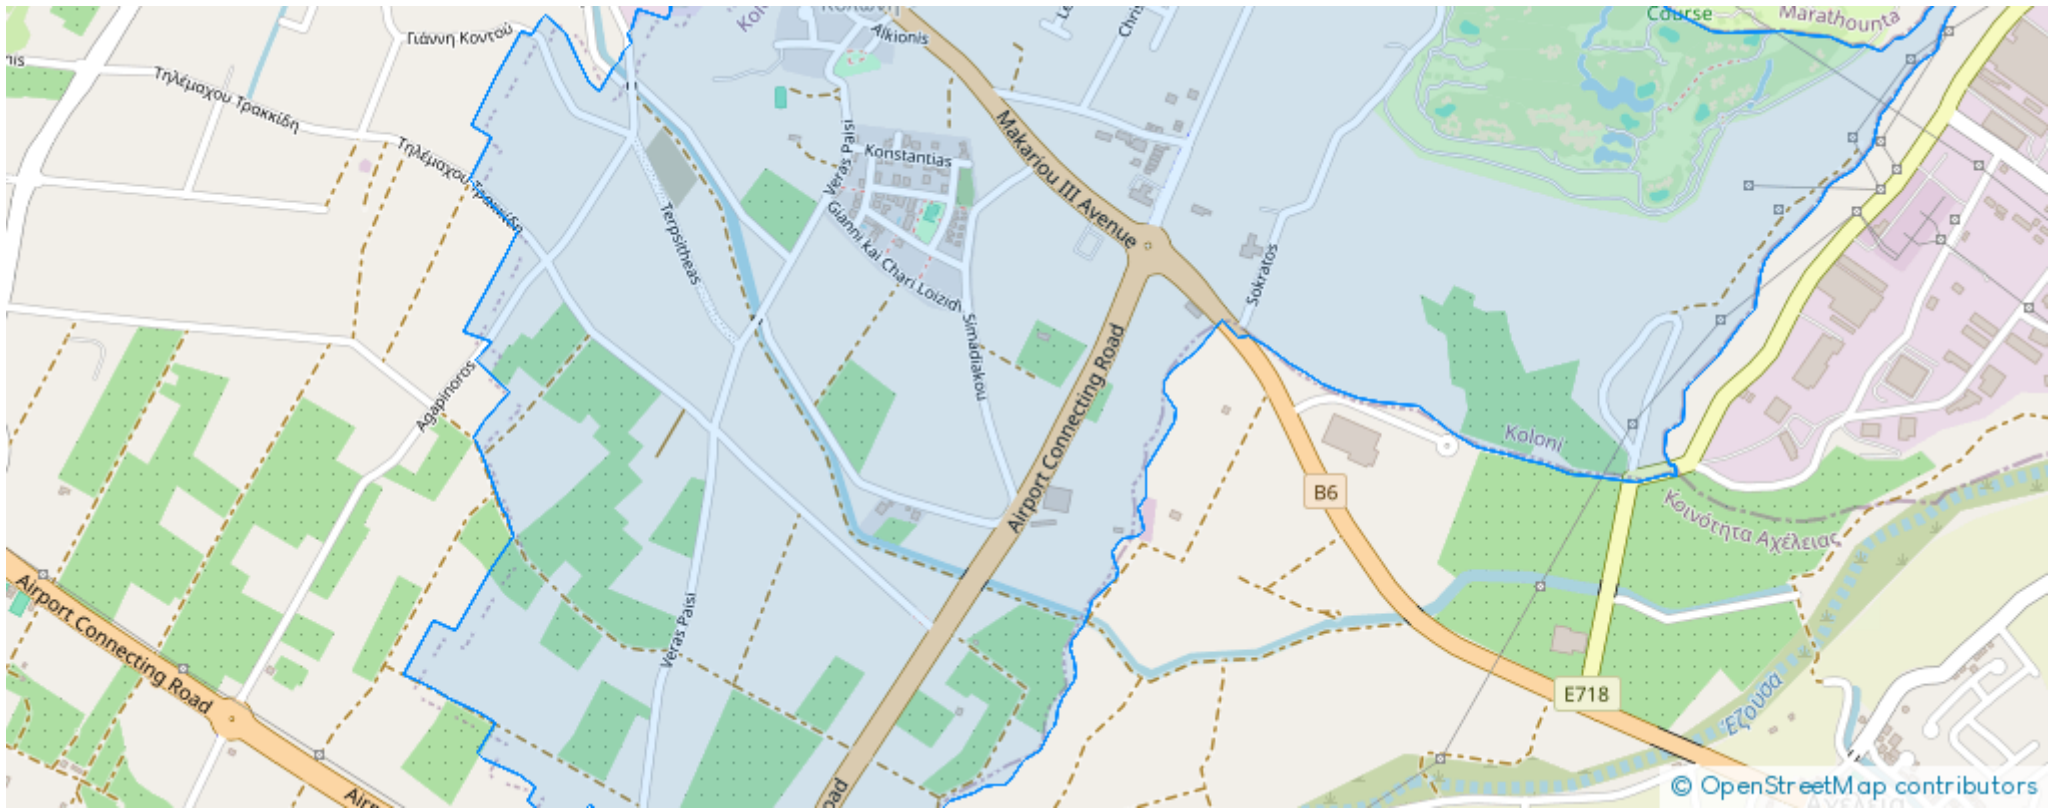 Course
Marathounta
Γιάννη Κοντού
Alkionis
nis
Τηλέμαχου Τρακκίδη
Τηλέμαχου Τρακκίδη
Makariou III Avenue
Veras Paisi
Konstantias
Terpsitheas
Gianni kai Chari Loizidi
Sokratos
Simadiakou
Airport Connecting Road
Agapinoros
Koloni
B6
Κοινότητα Αχέλειας
Airport Connecting Road
Veras Paisi
E718
Έζουσα
© OpenStreetMap contributors